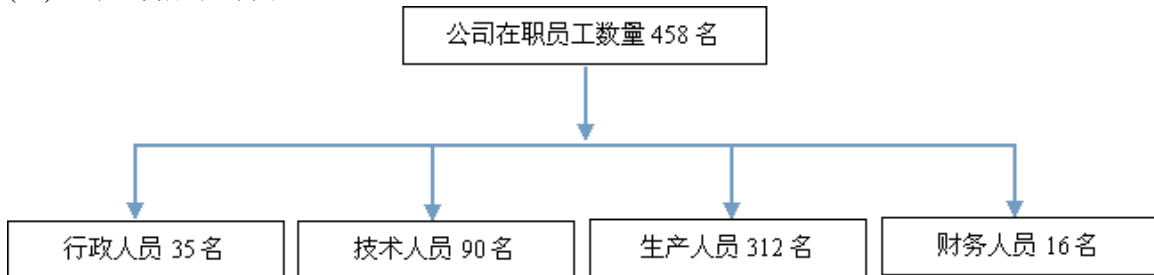 公司在职员工数量 458 名
行政人员 35 名
技术人员 90 名
生产人员 312 名
财务人员 16 名